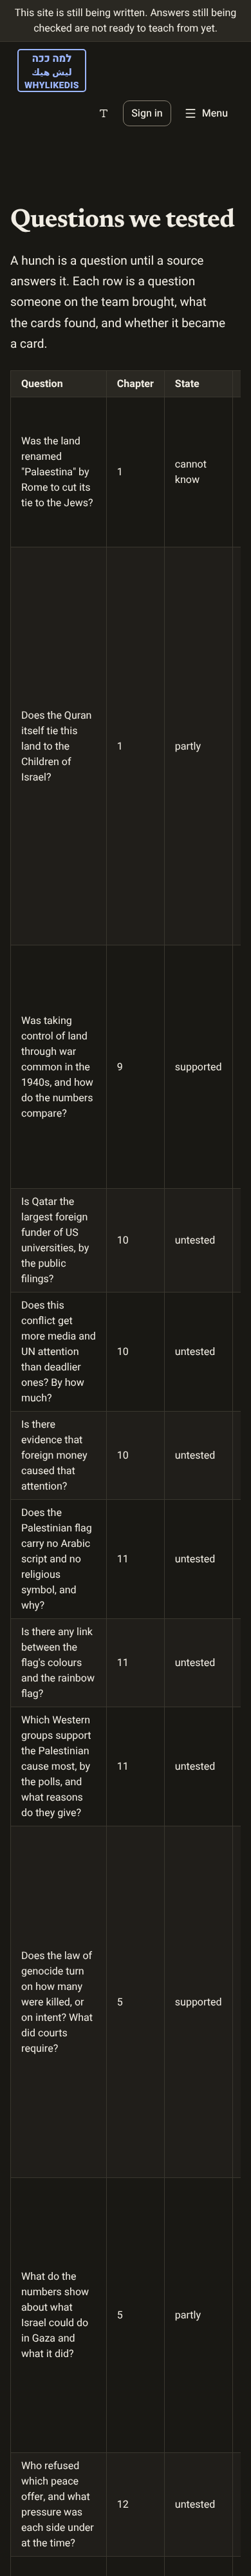 This site is still being written. Answers still being
checked are not ready to teach from yet.
למה ככה
ليش هيك
WHYLIKEDIS
Sign in
Menu
Questions we tested
A hunch is a question until a source
answers it. Each row is a question
someone on the team brought, what
the cards found, and whether it became
a card.
Question Chapter State
Was the land
renamed
"Palaestina" by
Rome to cut its
tie to the Jews?
1
cannot
know
Does the Quran
itself tie this
land to the
Children of
Israel?
1
partly
Was taking
control of land
through war
common in the
1940s, and how
do the numbers
compare?
9
supported
Is Qatar the
largest foreign
funder of US
universities, by
the public
filings?
10
untested
Does this
conflict get
more media and
UN attention
than deadlier
ones? By how
much?
10
untested
Is there
evidence that
foreign money
caused that
attention?
10
untested
Does the
Palestinian flag
carry no Arabic
script and no
religious
symbol, and
why?
11
untested
Is there any link
between the
flag's colours
and the rainbow
flag?
11
untested
Which Western
groups support
the Palestinian
cause most, by
the polls, and
what reasons
do they give?
11
untested
Does the law of
genocide turn
on how many
were killed, or
on intent? What
did courts
require?
5
supported
What do the
numbers show
about what
Israel could do
in Gaza and
what it did?
5
partly
Who refused
which peace
offer, and what
pressure was
each side under
at the time?
12
untested